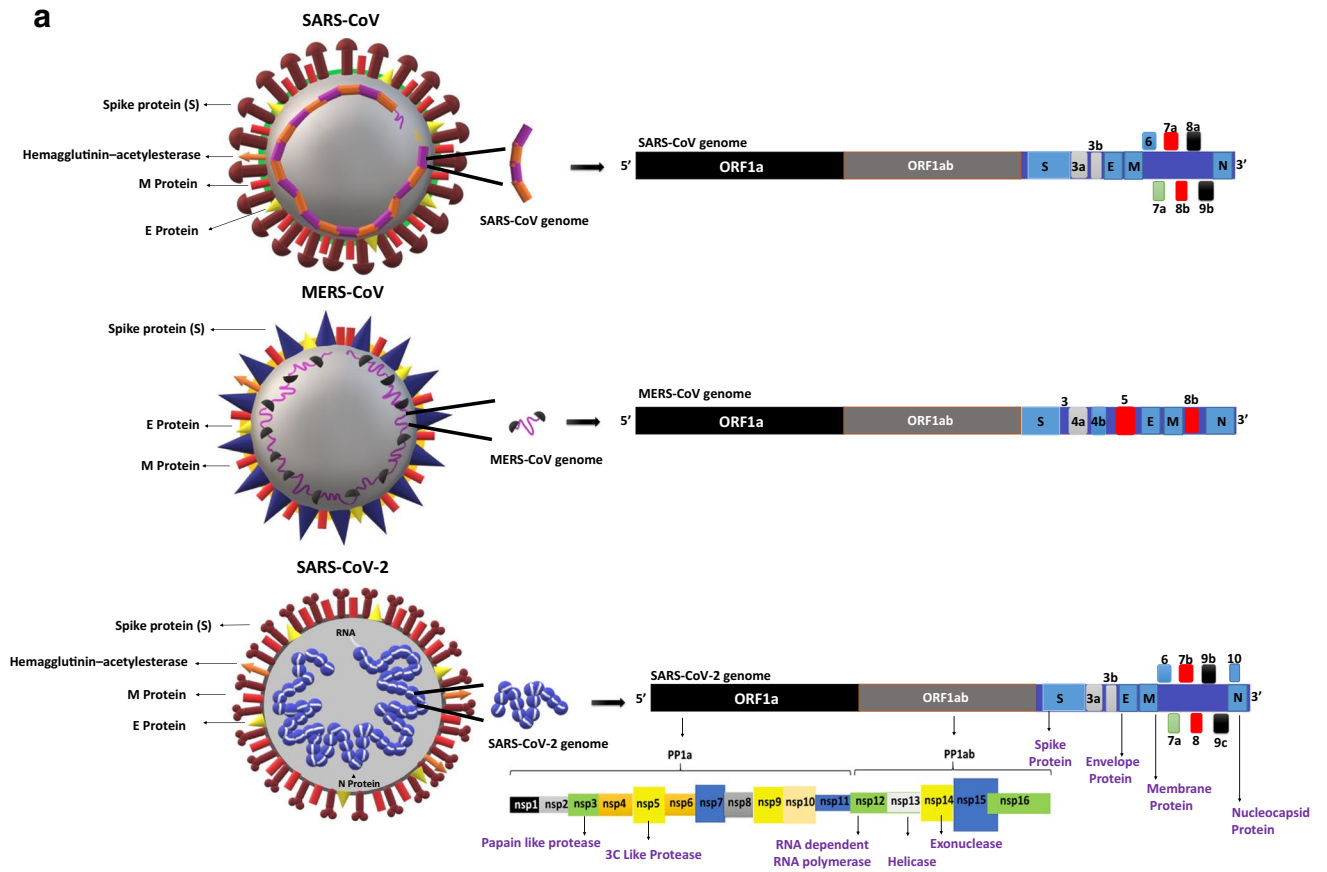 a
SARS-CoV
Spike protein (S)
Hemagglutinin–acetylesterase
M Protein
E Protein
SARS-CoV genome
SARS-CoV genome
5’
ORF1a
ORF1ab
S
3a
3b
E
M
6
7a
8a
N
3’
7a
8b
9b
MERS-CoV
Spike protein (S)
E Protein
M Protein
MERS-CoV genome
MERS-CoV genome
5’
ORF1a
ORF1ab
S
3
4a
4b
5
E
M
8b
N
3’
SARS-CoV-2
Spike protein (S)
Hemagglutinin–acetylesterase
M Protein
E Protein
RNA
N Protein
SARS-CoV-2 genome
SARS-CoV-2 genome
5’
ORF1a
ORF1ab
S
3a
3b
E
M
6
7b
9b
10
N
3’
7a
8
9c
PP1a
PP1ab
Spike
Protein
Envelope
Protein
Membrane
Protein
Nucleocapsid
Protein
nsp1
nsp2
nsp3
nsp4
nsp5
nsp6
nsp7
nsp8
nsp9
nsp10
nsp11
nsp12
nsp13
nsp14
nsp15
nsp16
Papain like protease
3C Like Protease
RNA dependent
RNA polymerase
Helicase
Exonuclease